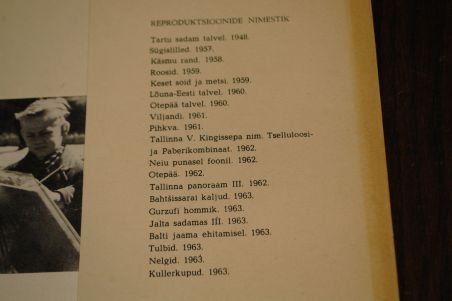 REPRODUKTSIOONIDE NIMESTIK
Tartu sadam talvel. 1948.
Sügislilled. 1957.
Käsmu rand. 1958.
Roosid. 1959.
Keset soid ja metsi. 1959.
Lõuna-Eesti talvel. 1960.
Otepää talvel. 1960.
Viljandi. 1961.
Pihkva. 1961.
Tallinna V. Kingissepa nim. Tselluloosi-
ja Paberikombinaat. 1962.
Neiu punasel foonil. 1962.
Otepää. 1962.
Tallinna panoraam III. 1962.
Bahtšissarai kaljud. 1963.
Gurzufi hommik. 1963.
Jalta sadamas III. 1963.
Balti jaama ehitamisel. 1963.
Tulbid. 1963.
Nelgid. 1963.
Kullerkupud. 1963.